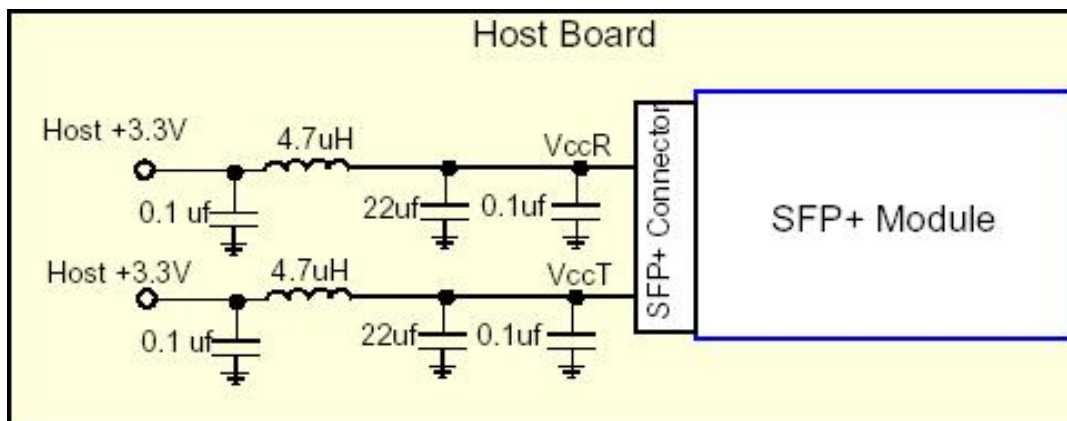 Host Board
Host +3.3V
4.7uH
VccR
0.1 uf
22uf
0.1uf
Host +3.3V
4.7uH
VccT
0.1 uf
22uf
0.1uf
SFP+ Connector
SFP+ Module